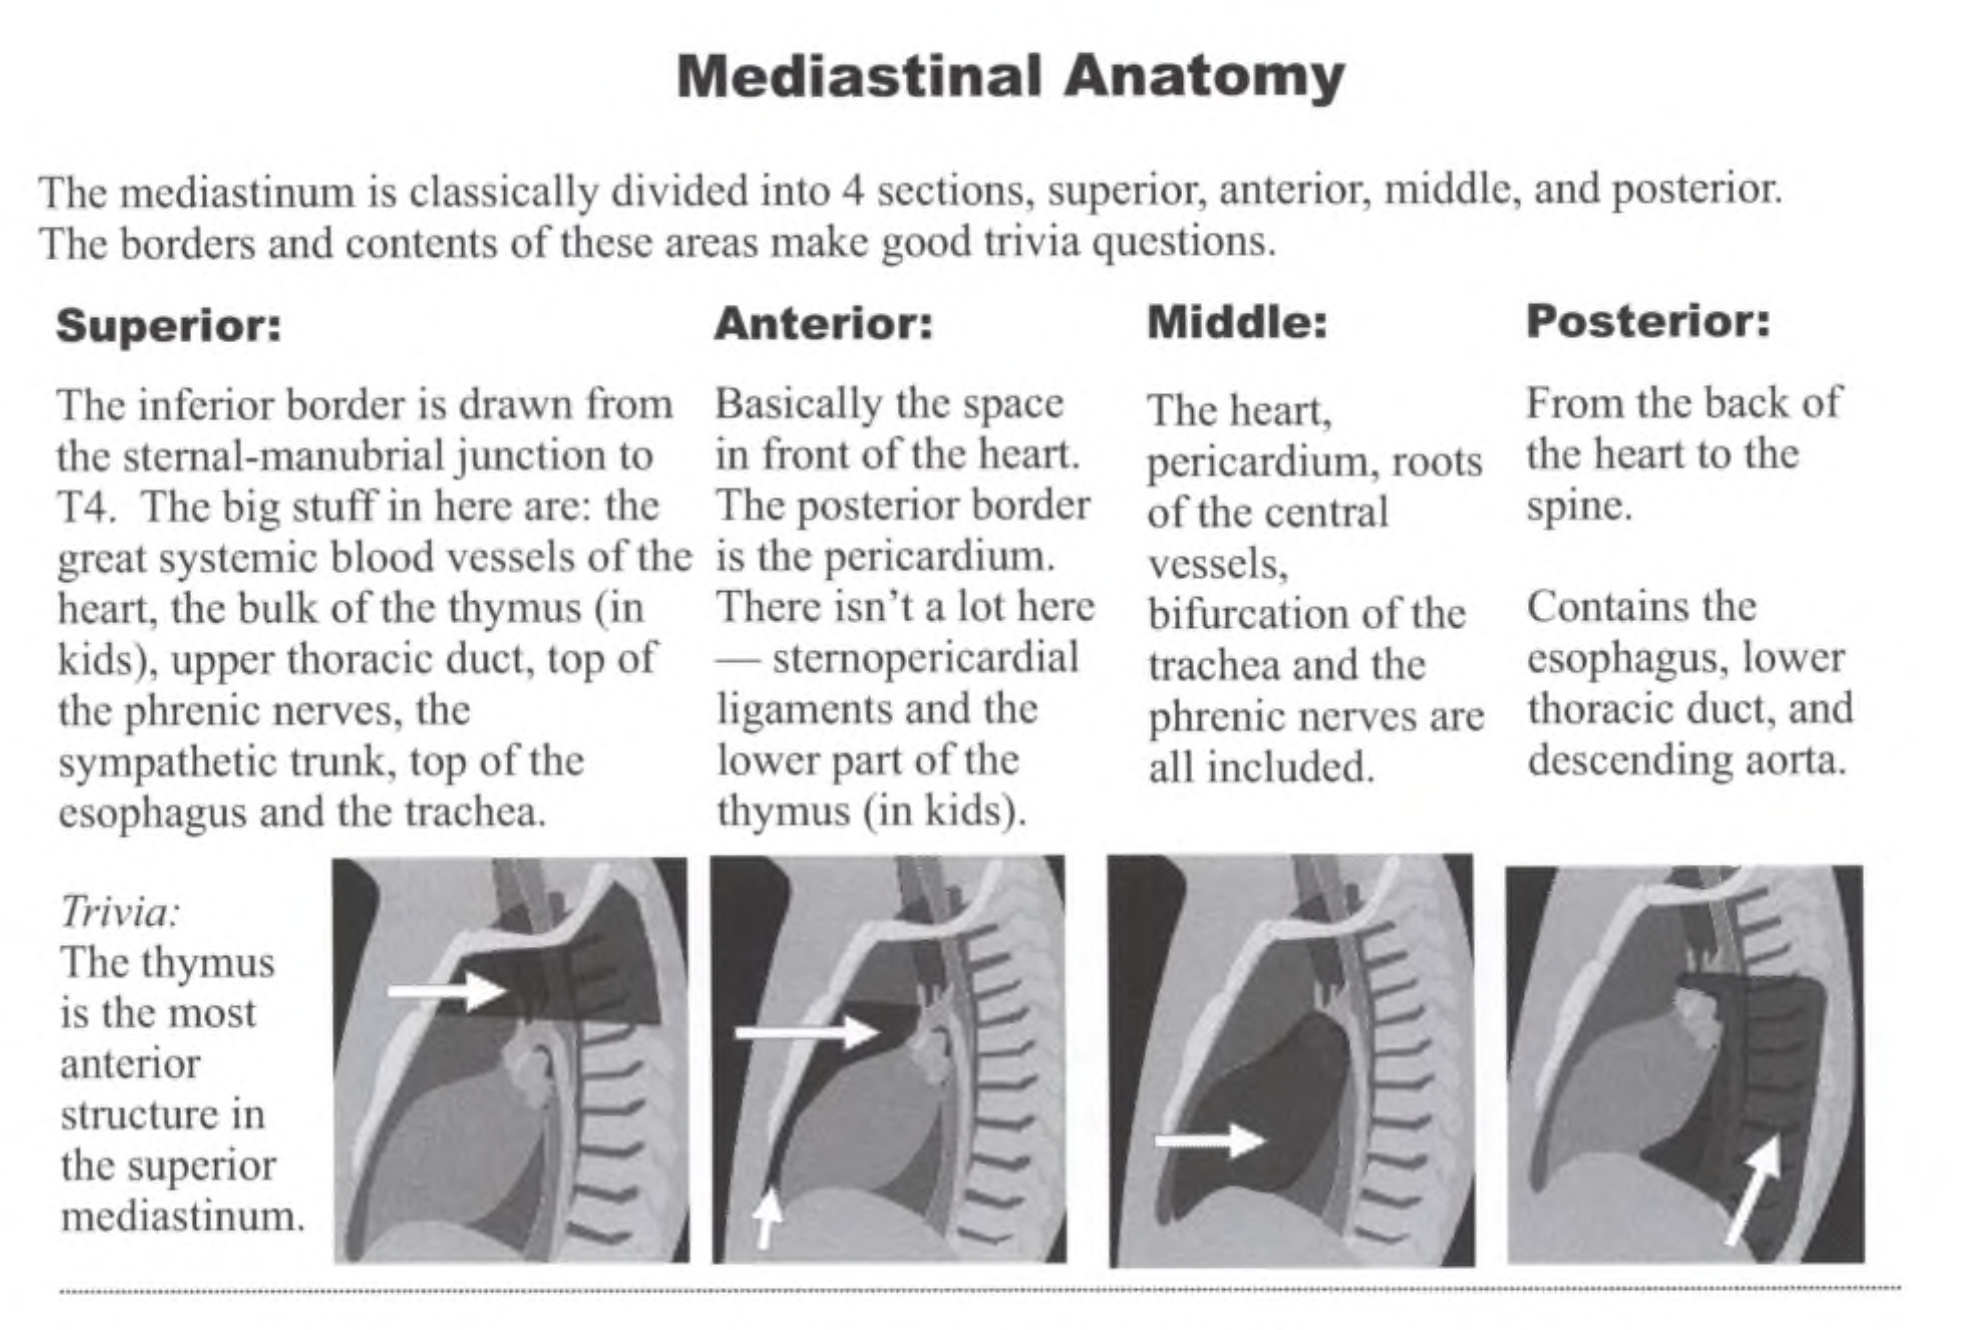 Mediastinal Anatomy
The mediastinum is classically divided into 4 sections, superior, anterior, middle, and posterior.
The borders and contents of these areas make good trivia questions.
Superior:
The inferior border is drawn from
the sternal-manubrial junction to
T4. The big stuff in here are: the
great systemic blood vessels of the
heart, the bulk of the thymus (in
kids), upper thoracic duct, top of
the phrenic nerves, the
sympathetic trunk, top of the
esophagus and the trachea.
Anterior:
Basically the space
in front of the heart.
The posterior border
is the pericardium.
There isn't a lot here
— sternopericardial
ligaments and the
lower part of the
thymus (in kids).
Middle:
The heart,
pericardium, roots
of the central
vessels,
bifurcation of the
trachea and the
phrenic nerves are
all included.
Posterior:
From the back of
the heart to the
spine.
Contains the
esophagus, lower
thoracic duct, and
descending aorta.
Trivia:
The thymus
is the most
anterior
structure in
the superior
mediastinum.